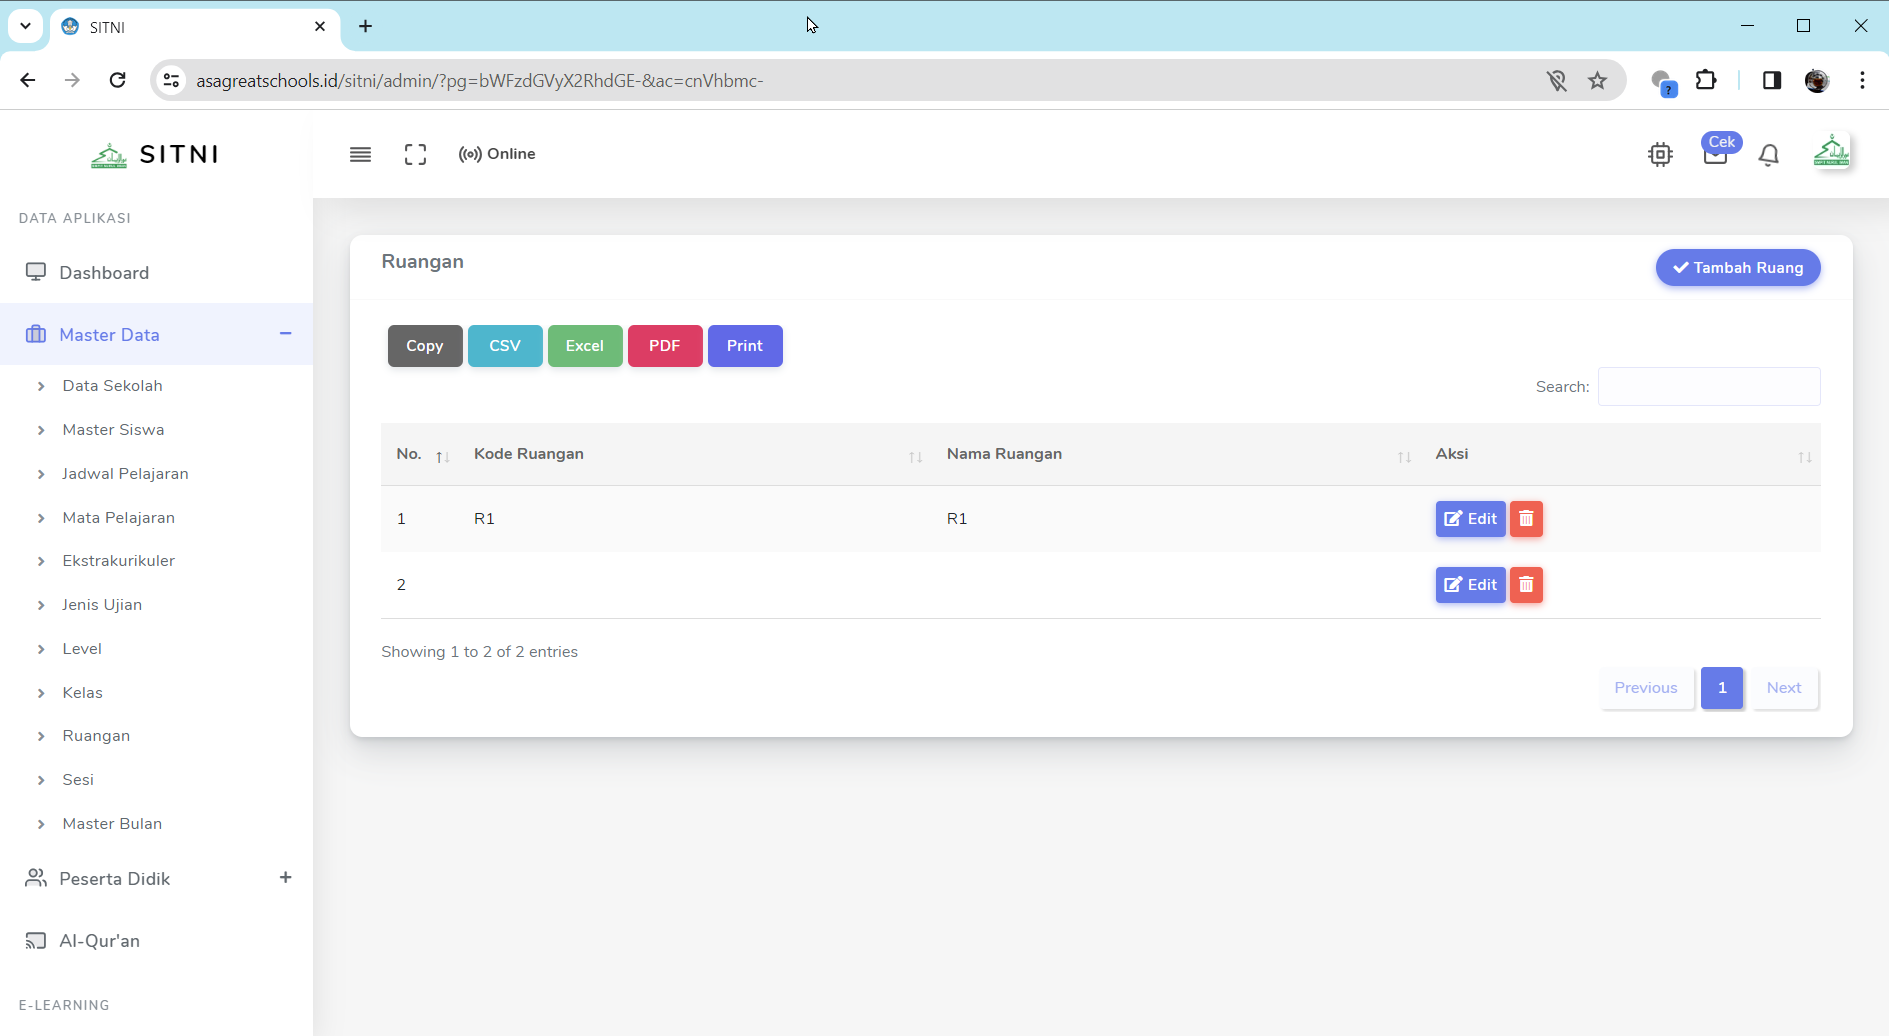 SITNI
asagreatschools.id/sitni/admin/?pg=bWFzdGVyX2RhdGE-&ac=cnVhbmc-
SITNI
Online
Cek
DATA APLIKASI
Dashboard
Master Data
Data Sekolah
Master Siswa
Jadwal Pelajaran
Mata Pelajaran
Ekstrakurikuler
Jenis Ujian
Level
Kelas
Ruangan
Sesi
Master Bulan
Peserta Didik
Al-Qur'an
E-LEARNING
Ruangan
Tambah Ruang
Copy CSV Excel PDF Print
Search:
No. Kode Ruangan Nama Ruangan Aksi
1 R1 R1 Edit
2 Edit
Showing 1 to 2 of 2 entries
Previous 1 Next